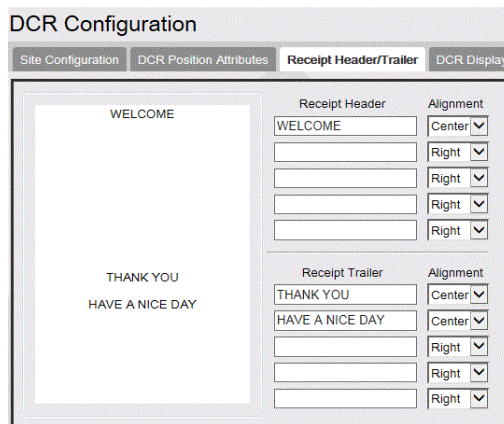 DCR Configuration
Site Configuration DCR Position Attributes Receipt Header/Trailer DCR Display
WELCOME
THANK YOU
HAVE A NICE DAY
Receipt Header Alignment
WELCOME Center
Right
Right
Right
Right
Receipt Trailer Alignment
THANK YOU Center
HAVE A NICE DAY Center
Right
Right
Right